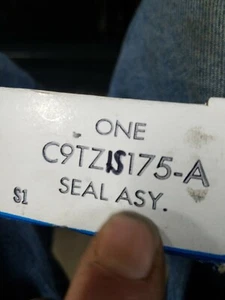 ONE
C9TZ1S175-A
S1 SEAL ASY.